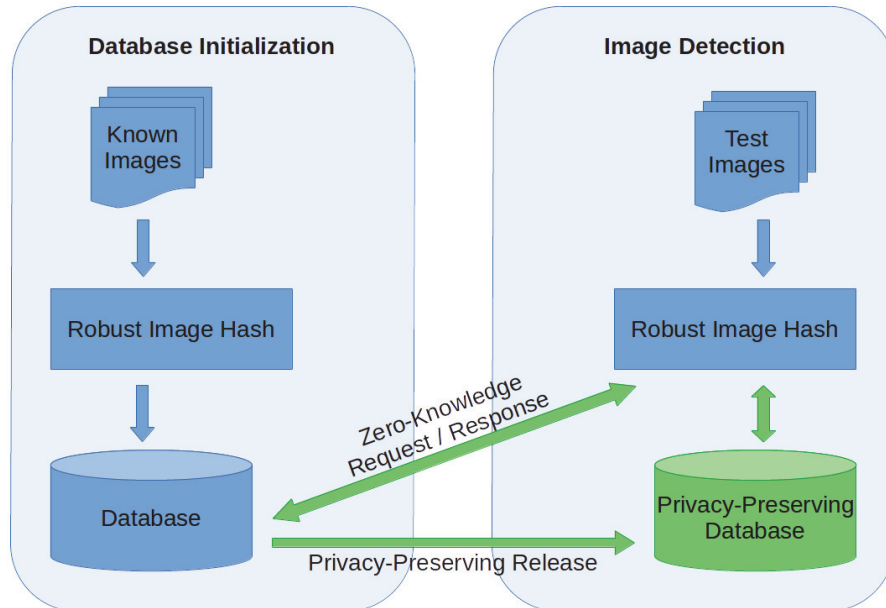 Database Initialization
Known
Images
Robust Image Hash
Database
Zero-Knowledge
Request / Response
Privacy-Preserving Release
Image Detection
Test
Images
Robust Image Hash
Privacy-Preserving
Database